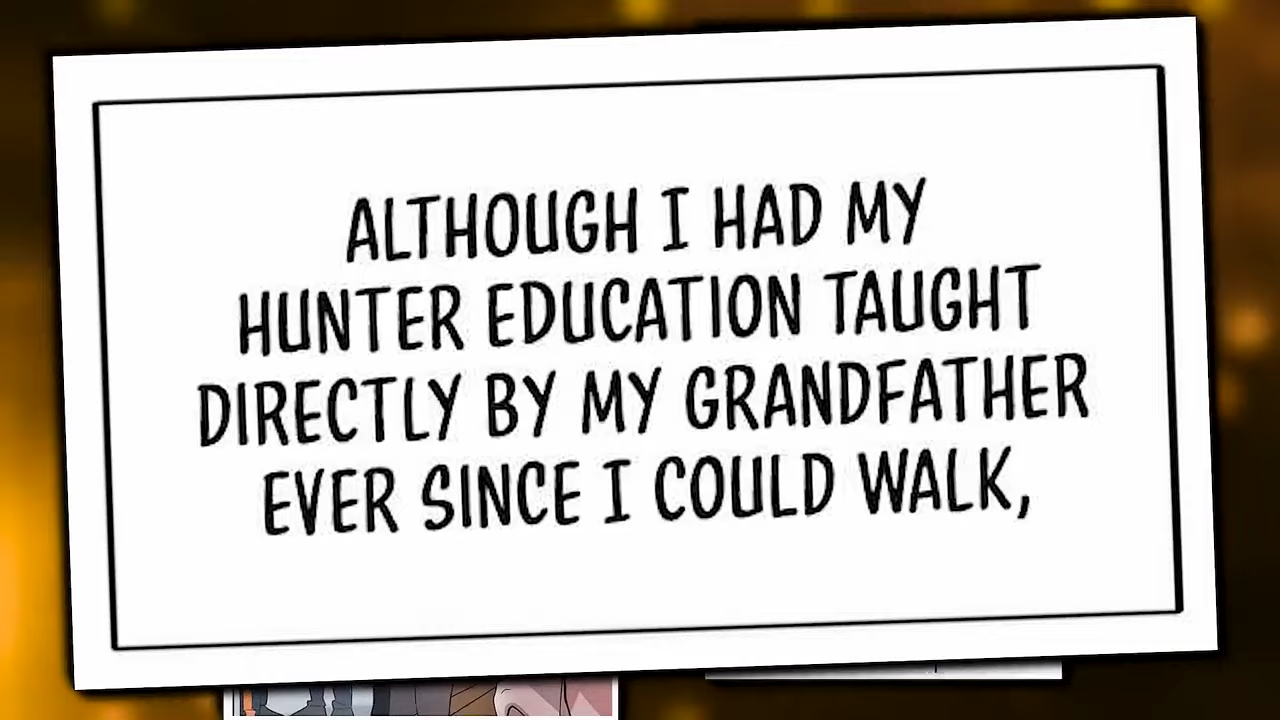 ALTHOUGH I HAD MY
HUNTER EDUCATION TAUGHT
DIRECTLY BY MY GRANDFATHER
EVER SINCE I COULD WALK,